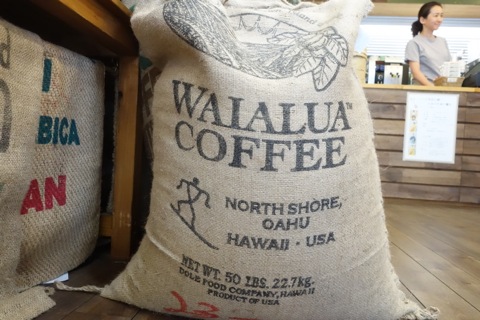 WAIALUA™
COFFEE
NORTH SHORE,
OAHU
HAWAII · USA
NET WT. 50 LBS. 22.7kg.
DOLE FOOD COMPANY, HAWAII
PRODUCT OF USA
BICA
AN